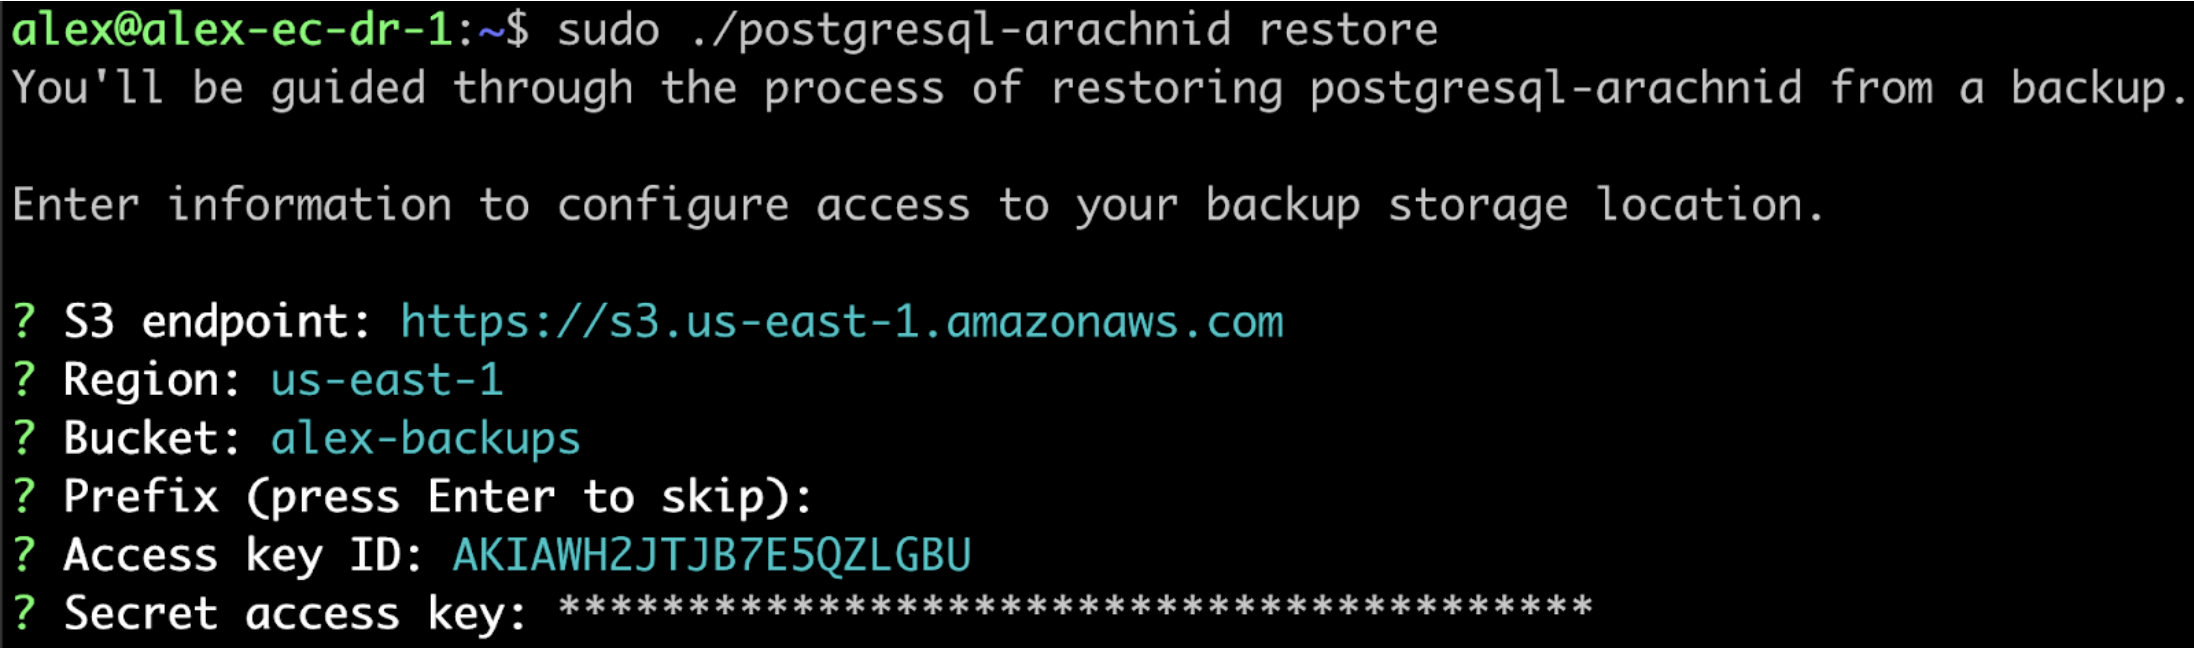 alex@alex-ec-dr-1:~$ sudo ./postgresql-arachnid restore
You'll be guided through the process of restoring postgresql-arachnid from a backup.
Enter information to configure access to your backup storage location.
? S3 endpoint: https://s3.us-east-1.amazonaws.com
? Region: us-east-1
? Bucket: alex-backups
? Prefix (press Enter to skip):
? Access key ID: AKIAWH2JTJB7E5QZLGBU
? Secret access key: ****************************************